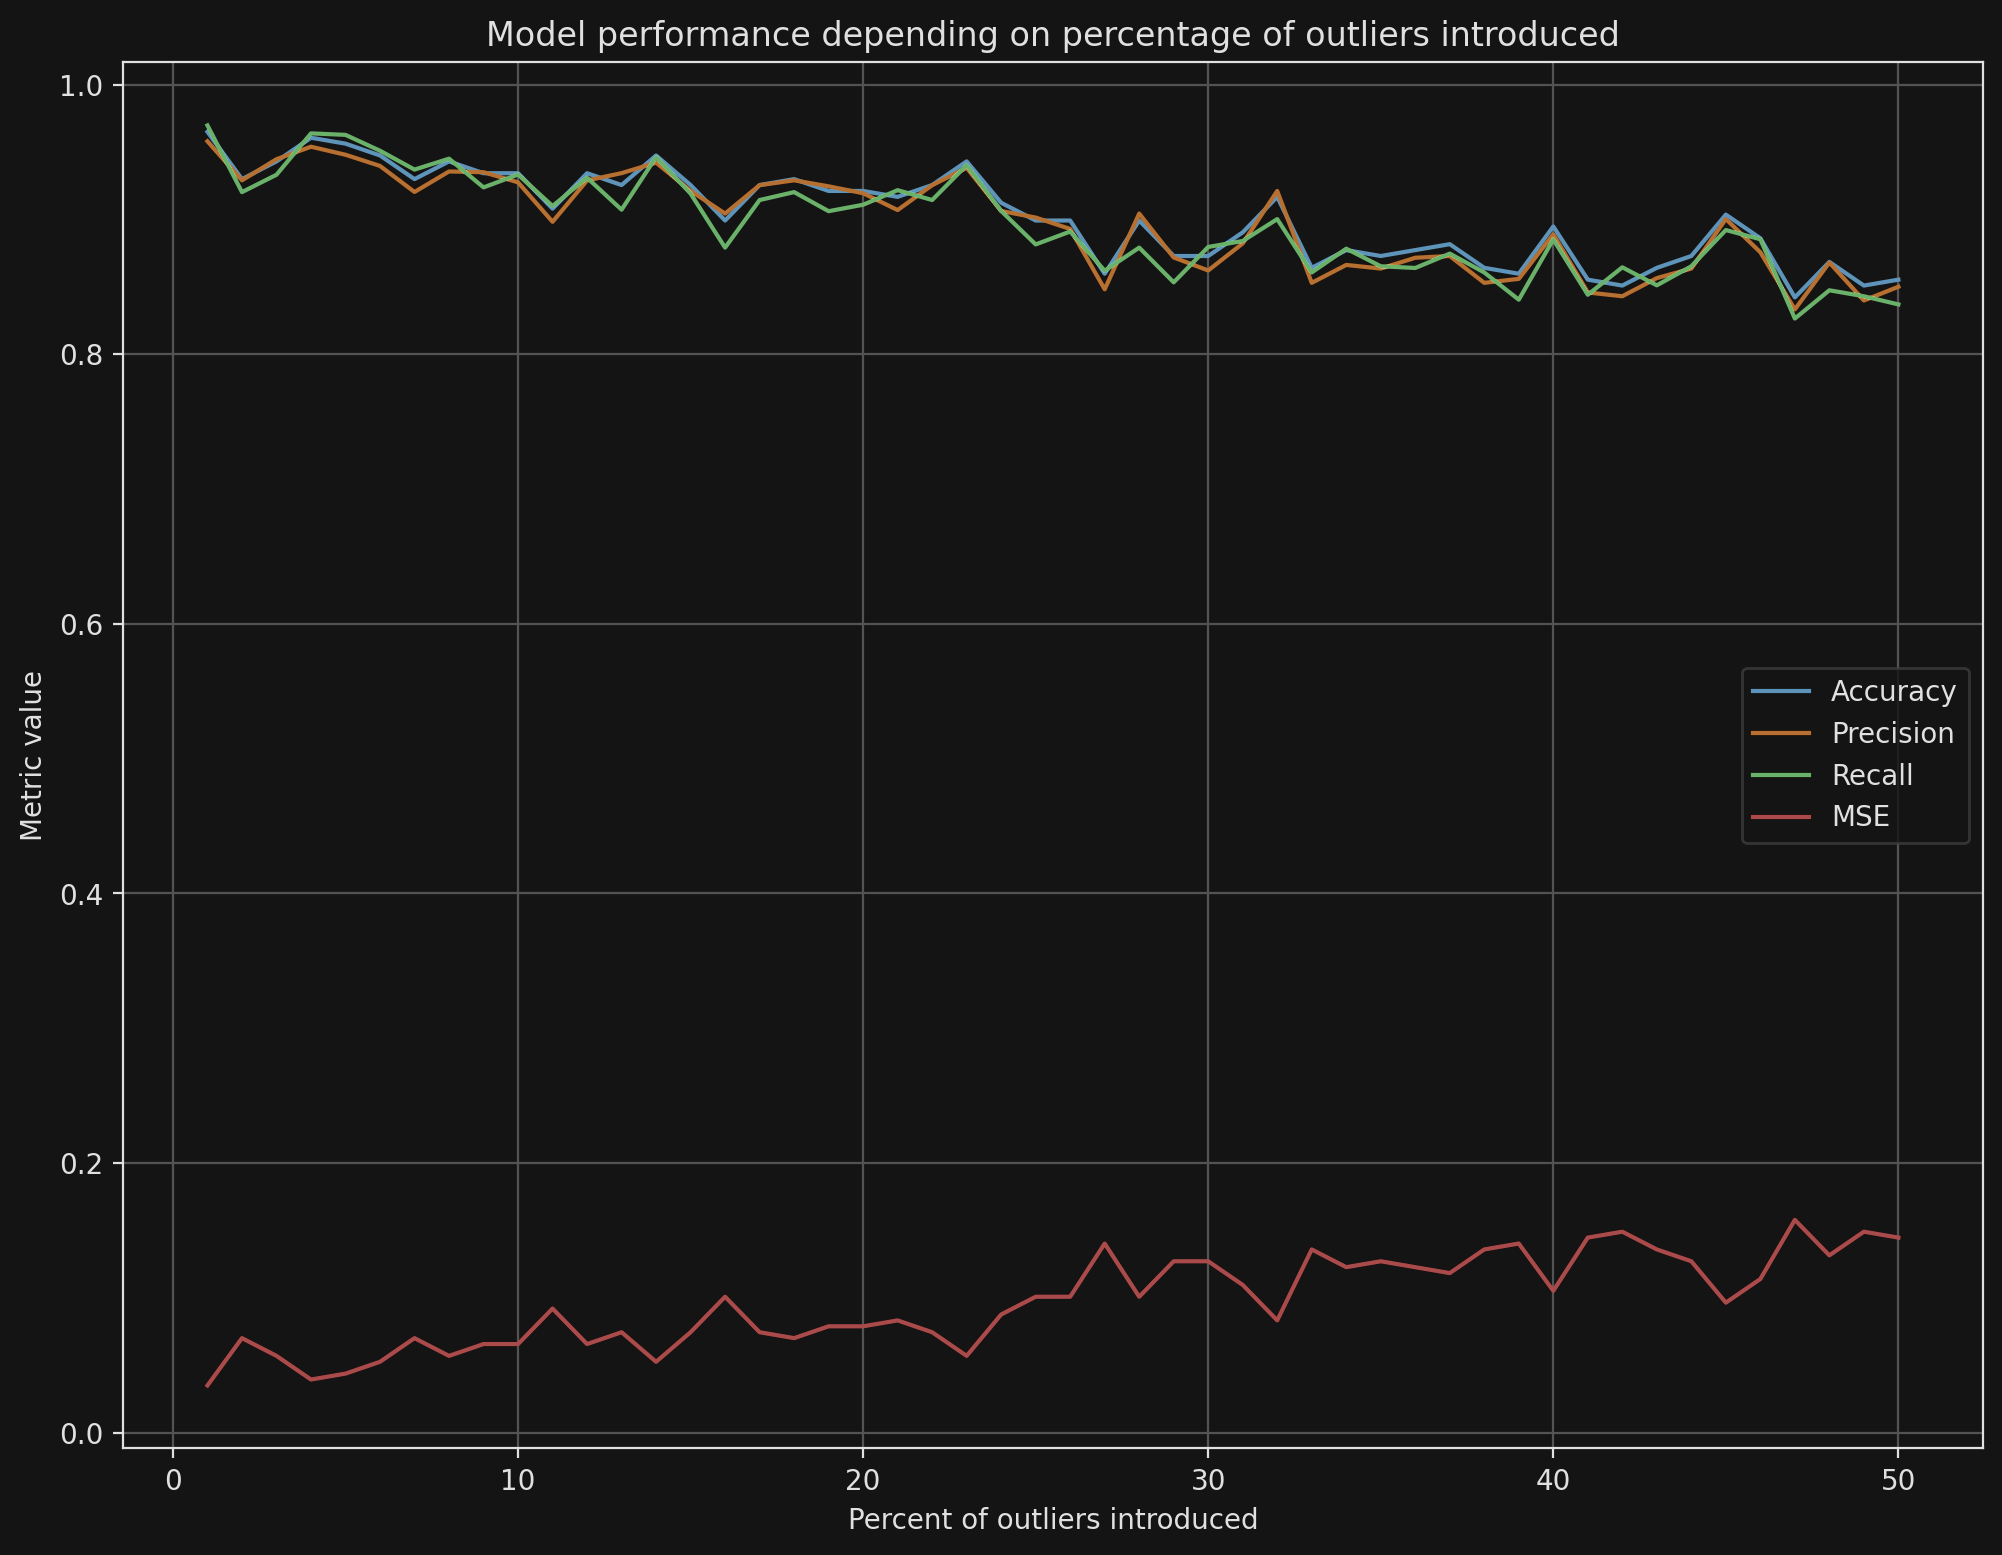 Model performance depending on percentage of outliers introduced
1.0
0.8
0.6
0.4
0.2
0.0
Metric value
Accuracy
Precision
Recall
MSE
0 10 20 30 40 50
Percent of outliers introduced